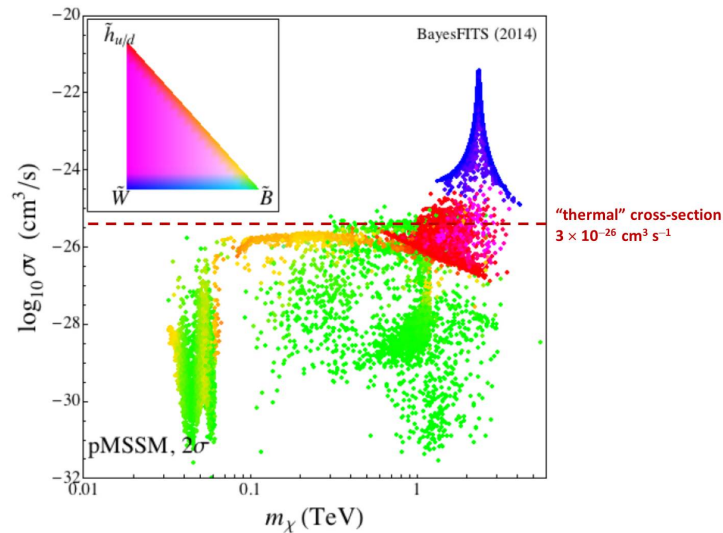 BayesFITS (2014)
h̃u/d
W̃
B̃
−20
−22
−24
−26
−28
−30
−32
log10 σv (cm³/s)
"thermal" cross-section
3 × 10⁻²⁶ cm³ s⁻¹
pMSSM, 2σ
0.01
0.1
1
mχ (TeV)